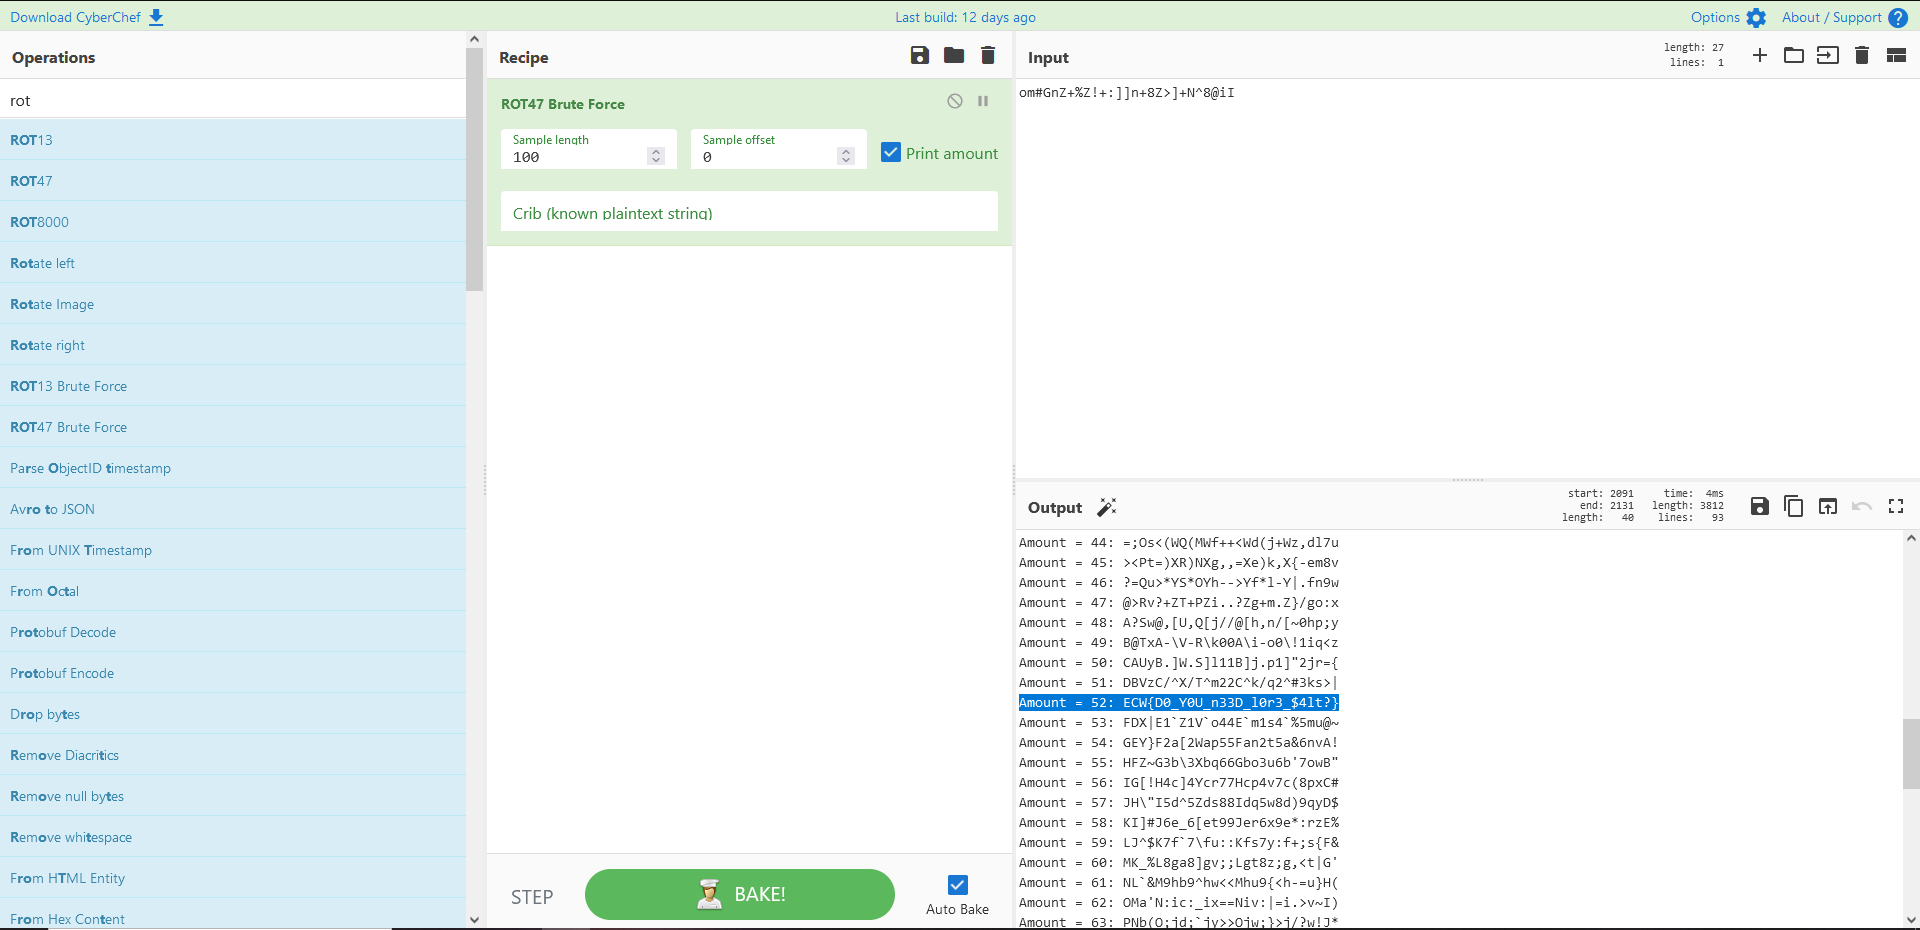 Download CyberChef
Last build: 12 days ago
Options
About / Support
Operations
rot
ROT13
ROT47
ROT8000
Rotate left
Rotate Image
Rotate right
ROT13 Brute Force
ROT47 Brute Force
Parse ObjectID timestamp
Avro to JSON
From UNIX Timestamp
From Octal
Protobuf Decode
Protobuf Encode
Drop bytes
Remove Diacritics
Remove null bytes
Remove whitespace
From HTML Entity
From Hex Content
Recipe
ROT47 Brute Force
Sample length
100
Sample offset
0
Print amount
Crib (known plaintext string)
STEP
BAKE!
Auto Bake
Input
length: 27
lines: 1
om#GnZ+%Z!+:]]n+8Z>]+N^8@iI
Output
start: 2091
end: 2131
length: 40
time: 4ms
length: 3812
lines: 93
Amount = 44: =;Os<(WQ(MWf++<Wd(j+Wz,dl7u
Amount = 45: ><Pt=)XR)NXg,,=Xe)k,X{-em8v
Amount = 46: ?=Qu>*YS*OYh-->Yf*l-Y|.fn9w
Amount = 47: @>Rv?+ZT+PZi..?Zg+m.Z}/go:x
Amount = 48: A?Sw@,[U,Q[j//@[h,n/[~0hp;y
Amount = 49: B@TxA-\V-R\k00A\i-o0\!1iq<z
Amount = 50: CAUyB.]W.S]l11B]j.p1]"2jr={
Amount = 51: DBVzC/^X/T^m22C^k/q2^#3ks>|
Amount = 52: ECW{D0_Y0U_n33D_l0r3_$4lt?}
Amount = 53: FDX|E1`Z1V`o44E`m1s4`%5mu@~
Amount = 54: GEY}F2a[2Wap55Fan2t5a&6nvA!
Amount = 55: HFZ~G3b\3Xbq66Gbo3u6b'7owB"
Amount = 56: IG[!H4c]4Ycr77Hcp4v7c(8pxC#
Amount = 57: JH\"I5d^5Zds88Idq5w8d)9qyD$
Amount = 58: KI]#J6e_6[et99Jer6x9e*:rzE%
Amount = 59: LJ^$K7f`7\fu::Kfs7y:f+;s{F&
Amount = 60: MK_%L8ga8]gv;;Lgt8z;g,<t|G'
Amount = 61: NL`&M9hb9^hw<<Mhu9{<h-=u}H(
Amount = 62: OMa'N:ic:_ix==Niv:|=i.>v~I)
Amount = 63: PNb(O;jd;`jy>>Ojw;}>j/?w!J*